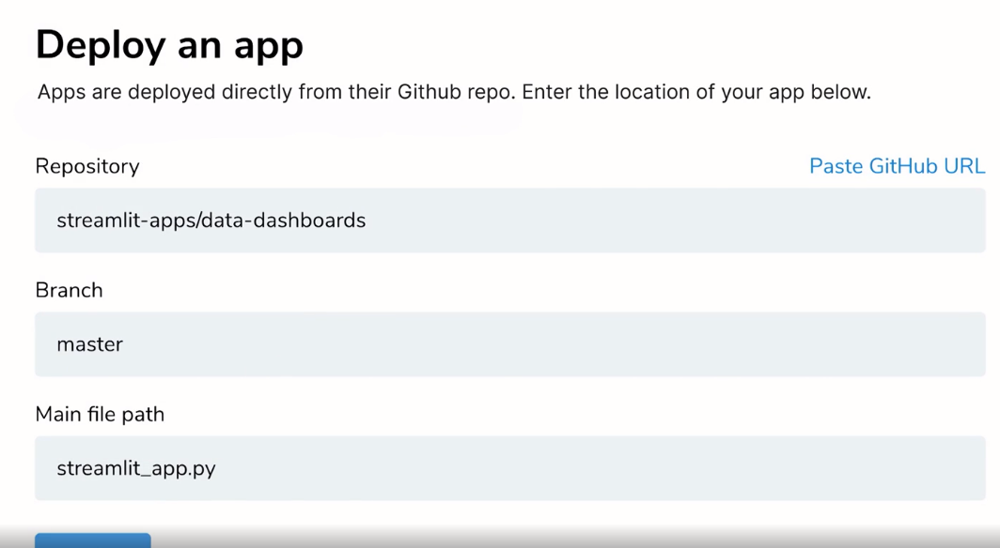 Deploy an app
Apps are deployed directly from their Github repo. Enter the location of your app below.
Repository
Paste GitHub URL
streamlit-apps/data-dashboards
Branch
master
Main file path
streamlit_app.py